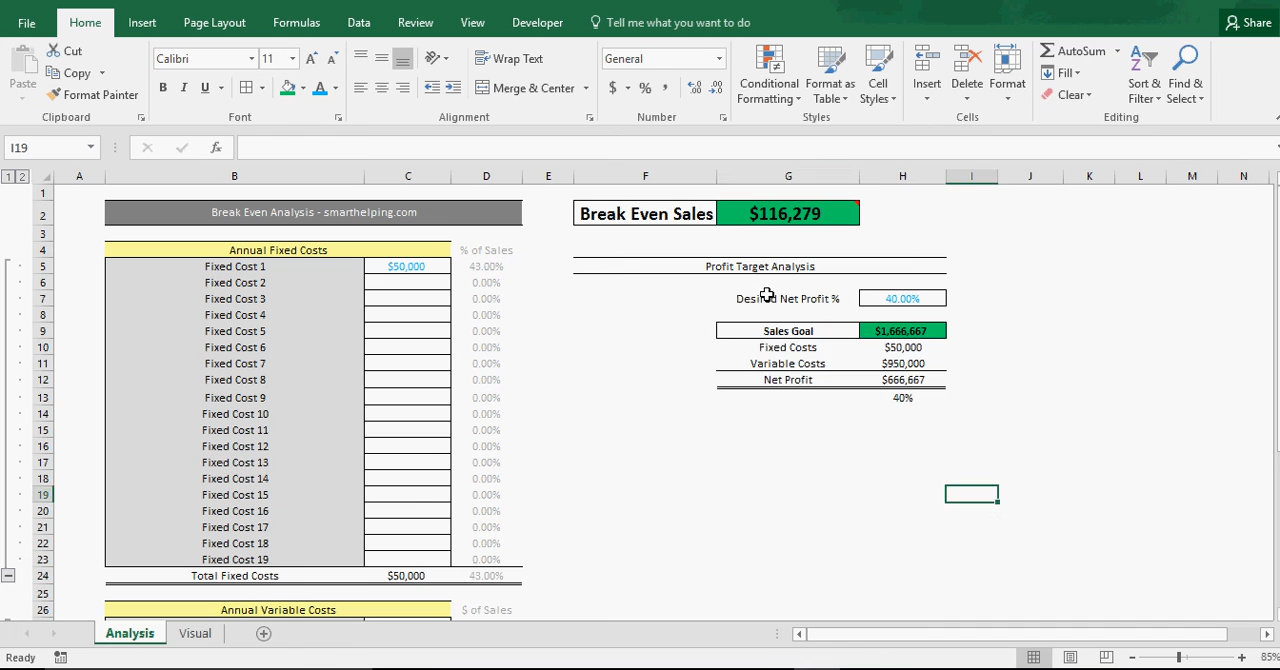 File Home Insert Page Layout Formulas Data Review View Developer Tell me what you want to do Share
Paste Cut Copy Format Painter Clipboard
Calibri 11 A A B I U A Font
Wrap Text Merge & Center Alignment
General $ % , Number
Conditional Formatting Format as Table Cell Styles Styles
Insert Delete Format Cells
AutoSum Fill Clear Sort & Filter Find & Select Editing
I19 fx
1 2 A B C D E F G H I J K L M N
1
2 Break Even Analysis - smarthelping.com Break Even Sales $116,279
3
4 Annual Fixed Costs % of Sales
5 Fixed Cost 1 $50,000 43.00% Profit Target Analysis
6 Fixed Cost 2 0.00%
7 Fixed Cost 3 0.00% Desired Net Profit % 40.00%
8 Fixed Cost 4 0.00%
9 Fixed Cost 5 0.00% Sales Goal $1,666,667
10 Fixed Cost 6 0.00% Fixed Costs $50,000
11 Fixed Cost 7 0.00% Variable Costs $950,000
12 Fixed Cost 8 0.00% Net Profit $666,667
13 Fixed Cost 9 0.00% 40%
14 Fixed Cost 10 0.00%
15 Fixed Cost 11 0.00%
16 Fixed Cost 12 0.00%
17 Fixed Cost 13 0.00%
18 Fixed Cost 14 0.00%
19 Fixed Cost 15 0.00%
20 Fixed Cost 16 0.00%
21 Fixed Cost 17 0.00%
22 Fixed Cost 18 0.00%
23 Fixed Cost 19 0.00%
24 Total Fixed Costs $50,000 43.00%
25
26 Annual Variable Costs $ of Sales
Analysis Visual
Ready 85%